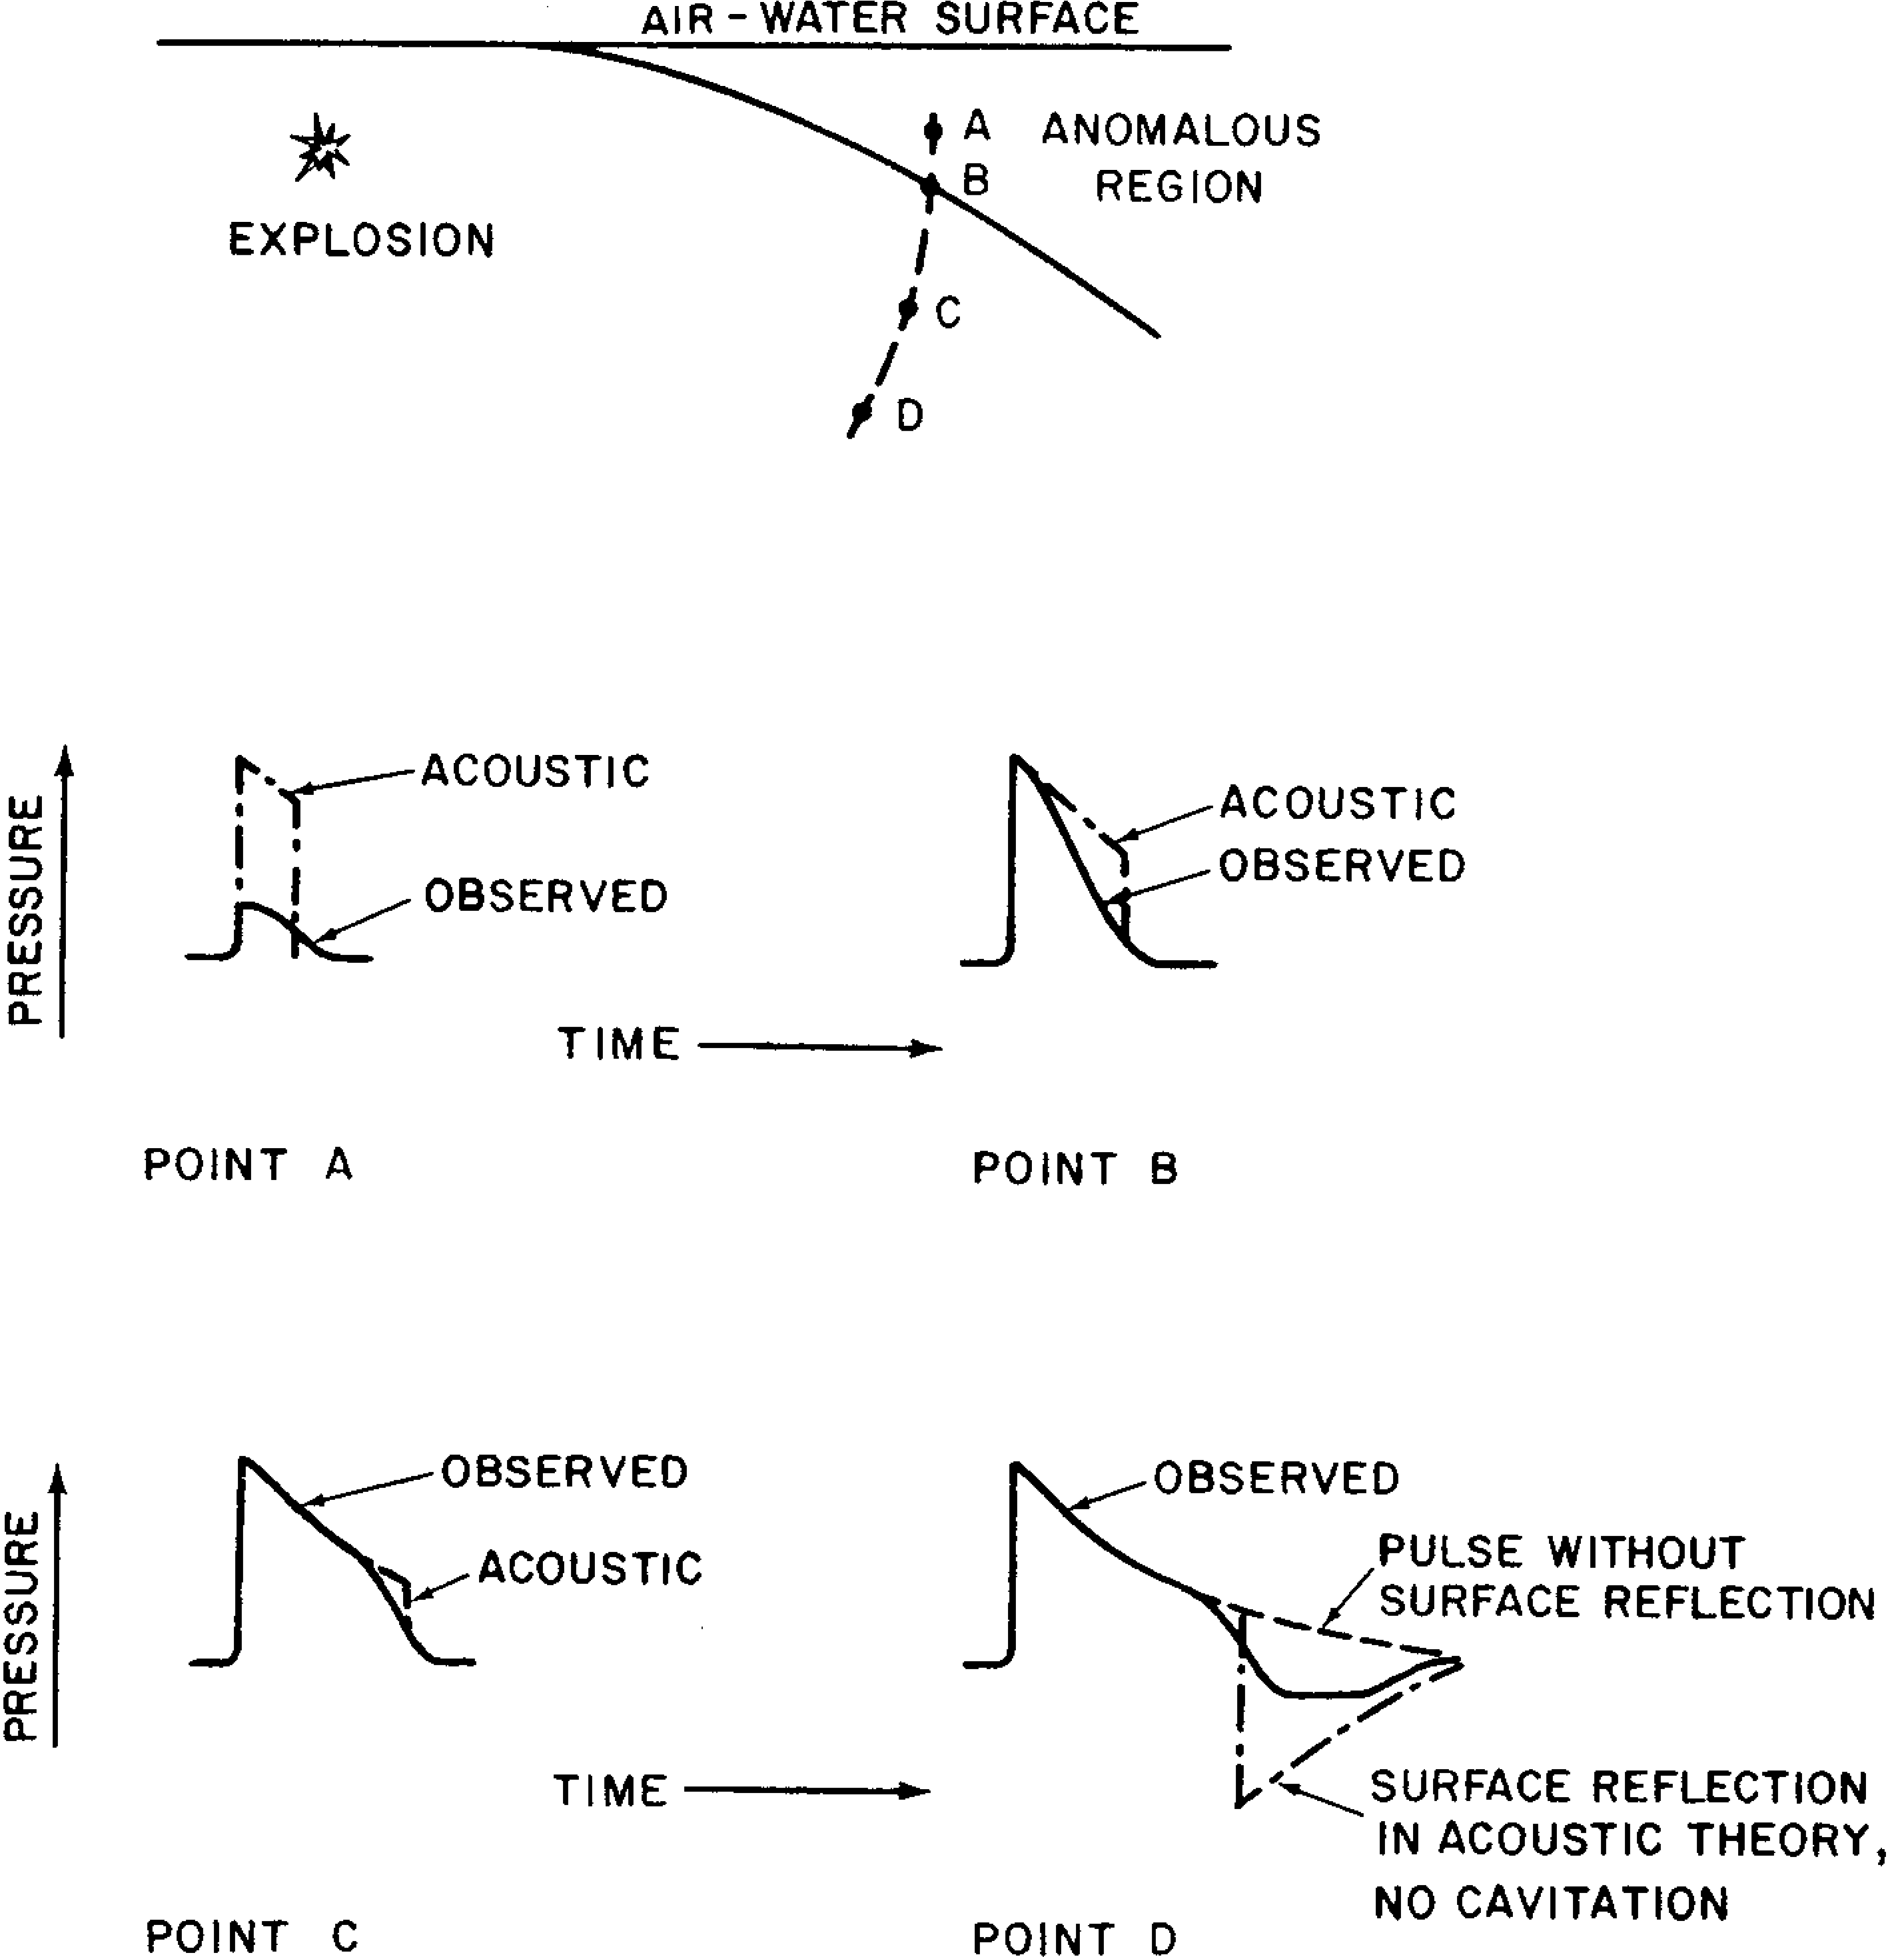 AIR - WATER SURFACE
A ANOMALOUS
B REGION
EXPLOSION
C
D
PRESSURE
ACOUSTIC
OBSERVED
ACOUSTIC
OBSERVED
TIME
POINT A
POINT B
PRESSURE
OBSERVED
ACOUSTIC
OBSERVED
PULSE WITHOUT
SURFACE REFLECTION
TIME
SURFACE REFLECTION
IN ACOUSTIC THEORY,
NO CAVITATION
POINT C
POINT D